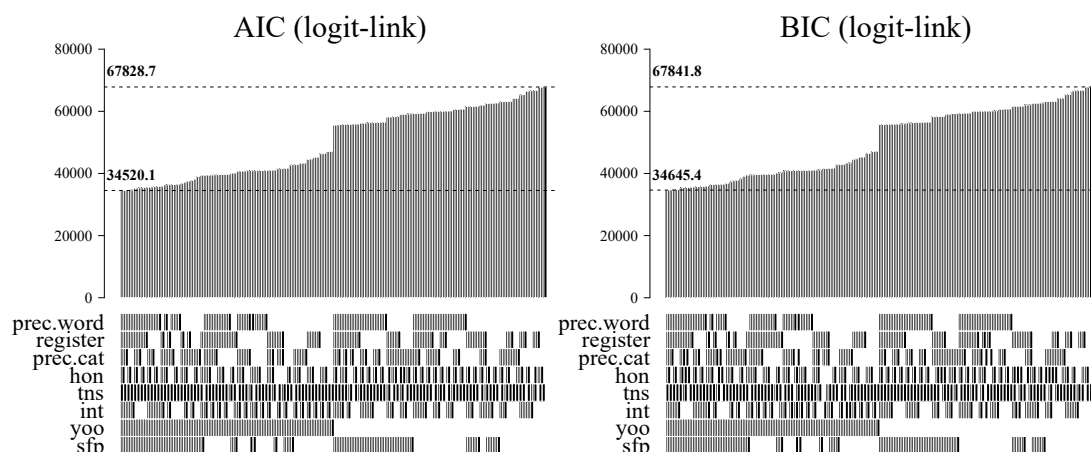 AIC (logit-link)
80000
67828.7
60000
40000
34520.1
20000
0
prec.word
register
prec.cat
hon
tns
int
yoo
sfp
BIC (logit-link)
80000
67841.8
60000
40000
34645.4
20000
0
prec.word
register
prec.cat
hon
tns
int
yoo
sfp